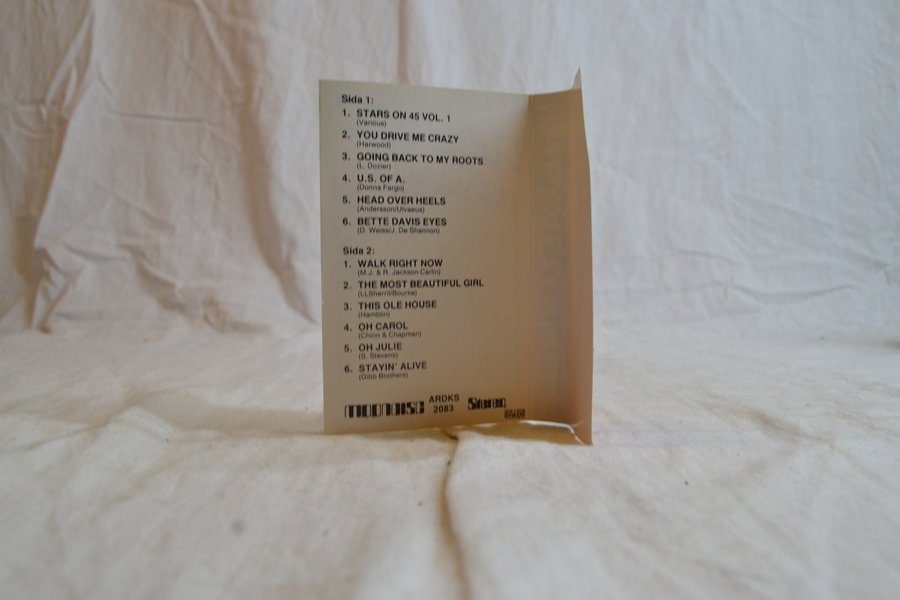 Sida 1:
1. STARS ON 45 VOL. 1
(Various)
2. YOU DRIVE ME CRAZY
(Harwood)
3. GOING BACK TO MY ROOTS
(L. Dozier)
4. U.S. OF A.
(Donna Fargo)
5. HEAD OVER HEELS
(Andersson/Ulvaeus)
6. BETTE DAVIS EYES
(D. Weiss/J. De Shannon)
Sida 2:
1. WALK RIGHT NOW
(M.J. & R. Jackson-Carlin)
2. THE MOST BEAUTIFUL GIRL
(LLSherril/Bourke)
3. THIS OLE HOUSE
(Hamblin)
4. OH CAROL
(Chinn & Chapman)
5. OH JULIE
(S. Stevens)
6. STAYIN' ALIVE
(Gibb Brothers)
MOONDISC ARDKS 2083 Stereo